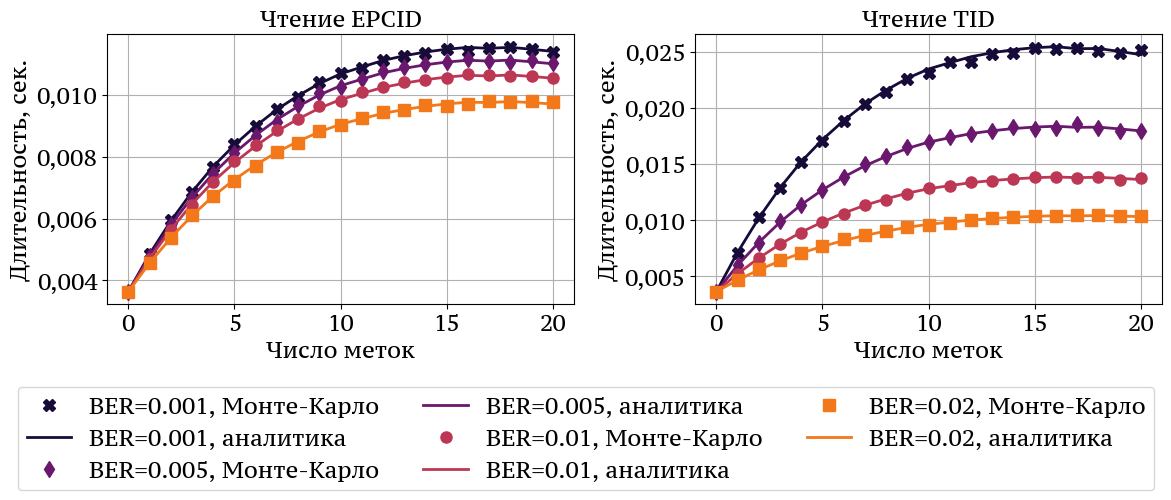 Чтение EPCID
Длительность, сек.
0,010
0,008
0,006
0,004
0 5 10 15 20
Число меток
Чтение TID
Длительность, сек.
0,025
0,020
0,015
0,010
0,005
0 5 10 15 20
Число меток
BER=0.001, Монте-Карло
BER=0.001, аналитика
BER=0.005, Монте-Карло
BER=0.005, аналитика
BER=0.01, Монте-Карло
BER=0.01, аналитика
BER=0.02, Монте-Карло
BER=0.02, аналитика